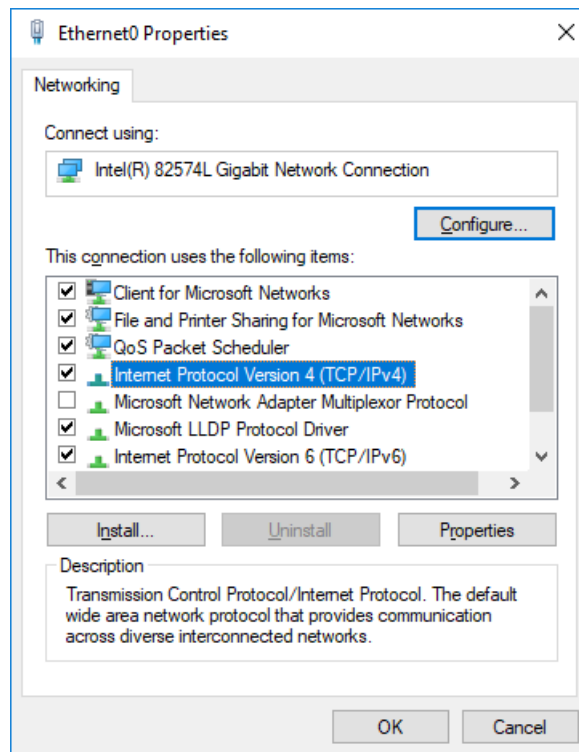 Ethernet0 Properties
Networking
Connect using:
Intel(R) 82574L Gigabit Network Connection
Configure...
This connection uses the following items:
Client for Microsoft Networks
File and Printer Sharing for Microsoft Networks
QoS Packet Scheduler
Internet Protocol Version 4 (TCP/IPv4)
Microsoft Network Adapter Multiplexor Protocol
Microsoft LLDP Protocol Driver
Internet Protocol Version 6 (TCP/IPv6)
Install... Uninstall Properties
Description
Transmission Control Protocol/Internet Protocol. The default
wide area network protocol that provides communication
across diverse interconnected networks.
OK Cancel